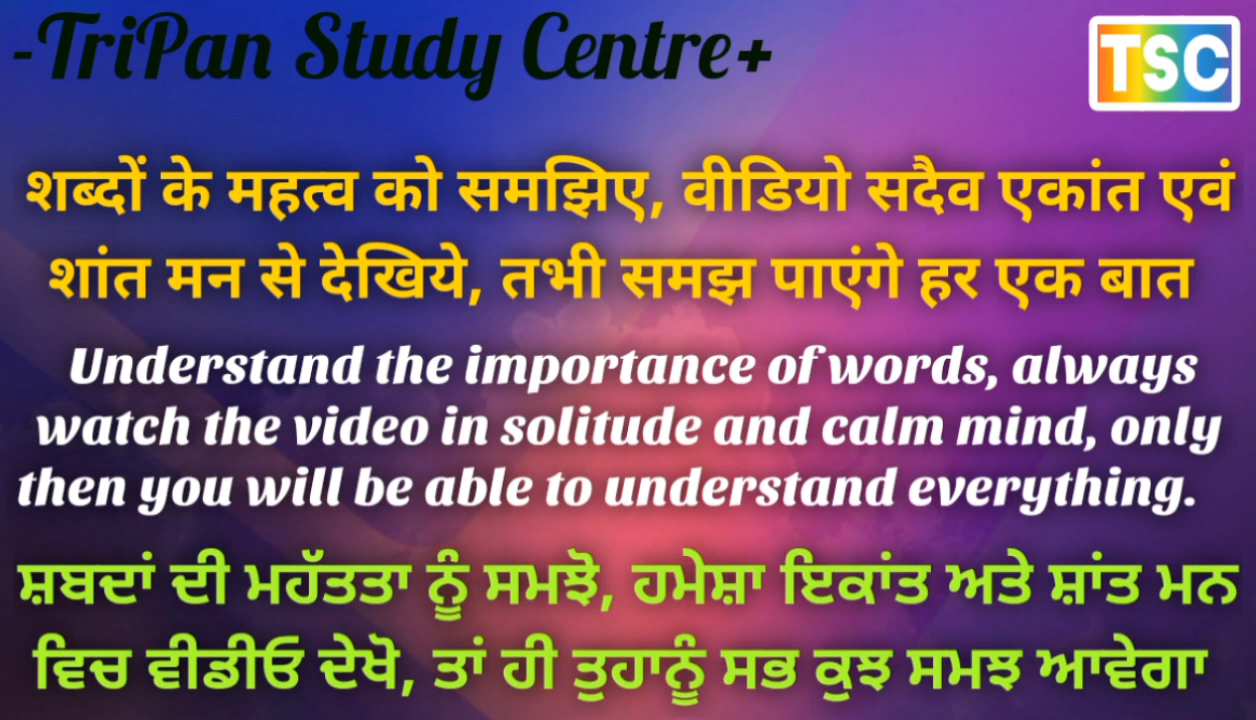 -TriPan Study Centre+
TSC
शब्दों के महत्व को समझिए, वीडियो सदैव एकांत एवं
शांत मन से देखिये, तभी समझ पाएंगे हर एक बात
Understand the importance of words, always
watch the video in solitude and calm mind, only
then you will be able to understand everything.
ਸ਼ਬਦਾਂ ਦੀ ਮਹੱਤਤਾ ਨੂੰ ਸਮਝੋ, ਹਮੇਸ਼ਾ ਇਕਾਂਤ ਅਤੇ ਸ਼ਾਂਤ ਮਨ
ਵਿਚ ਵੀਡੀਓ ਦੇਖੋ, ਤਾਂ ਹੀ ਤੁਹਾਨੂੰ ਸਭ ਕੁਝ ਸਮਝ ਆਵੇਗਾ